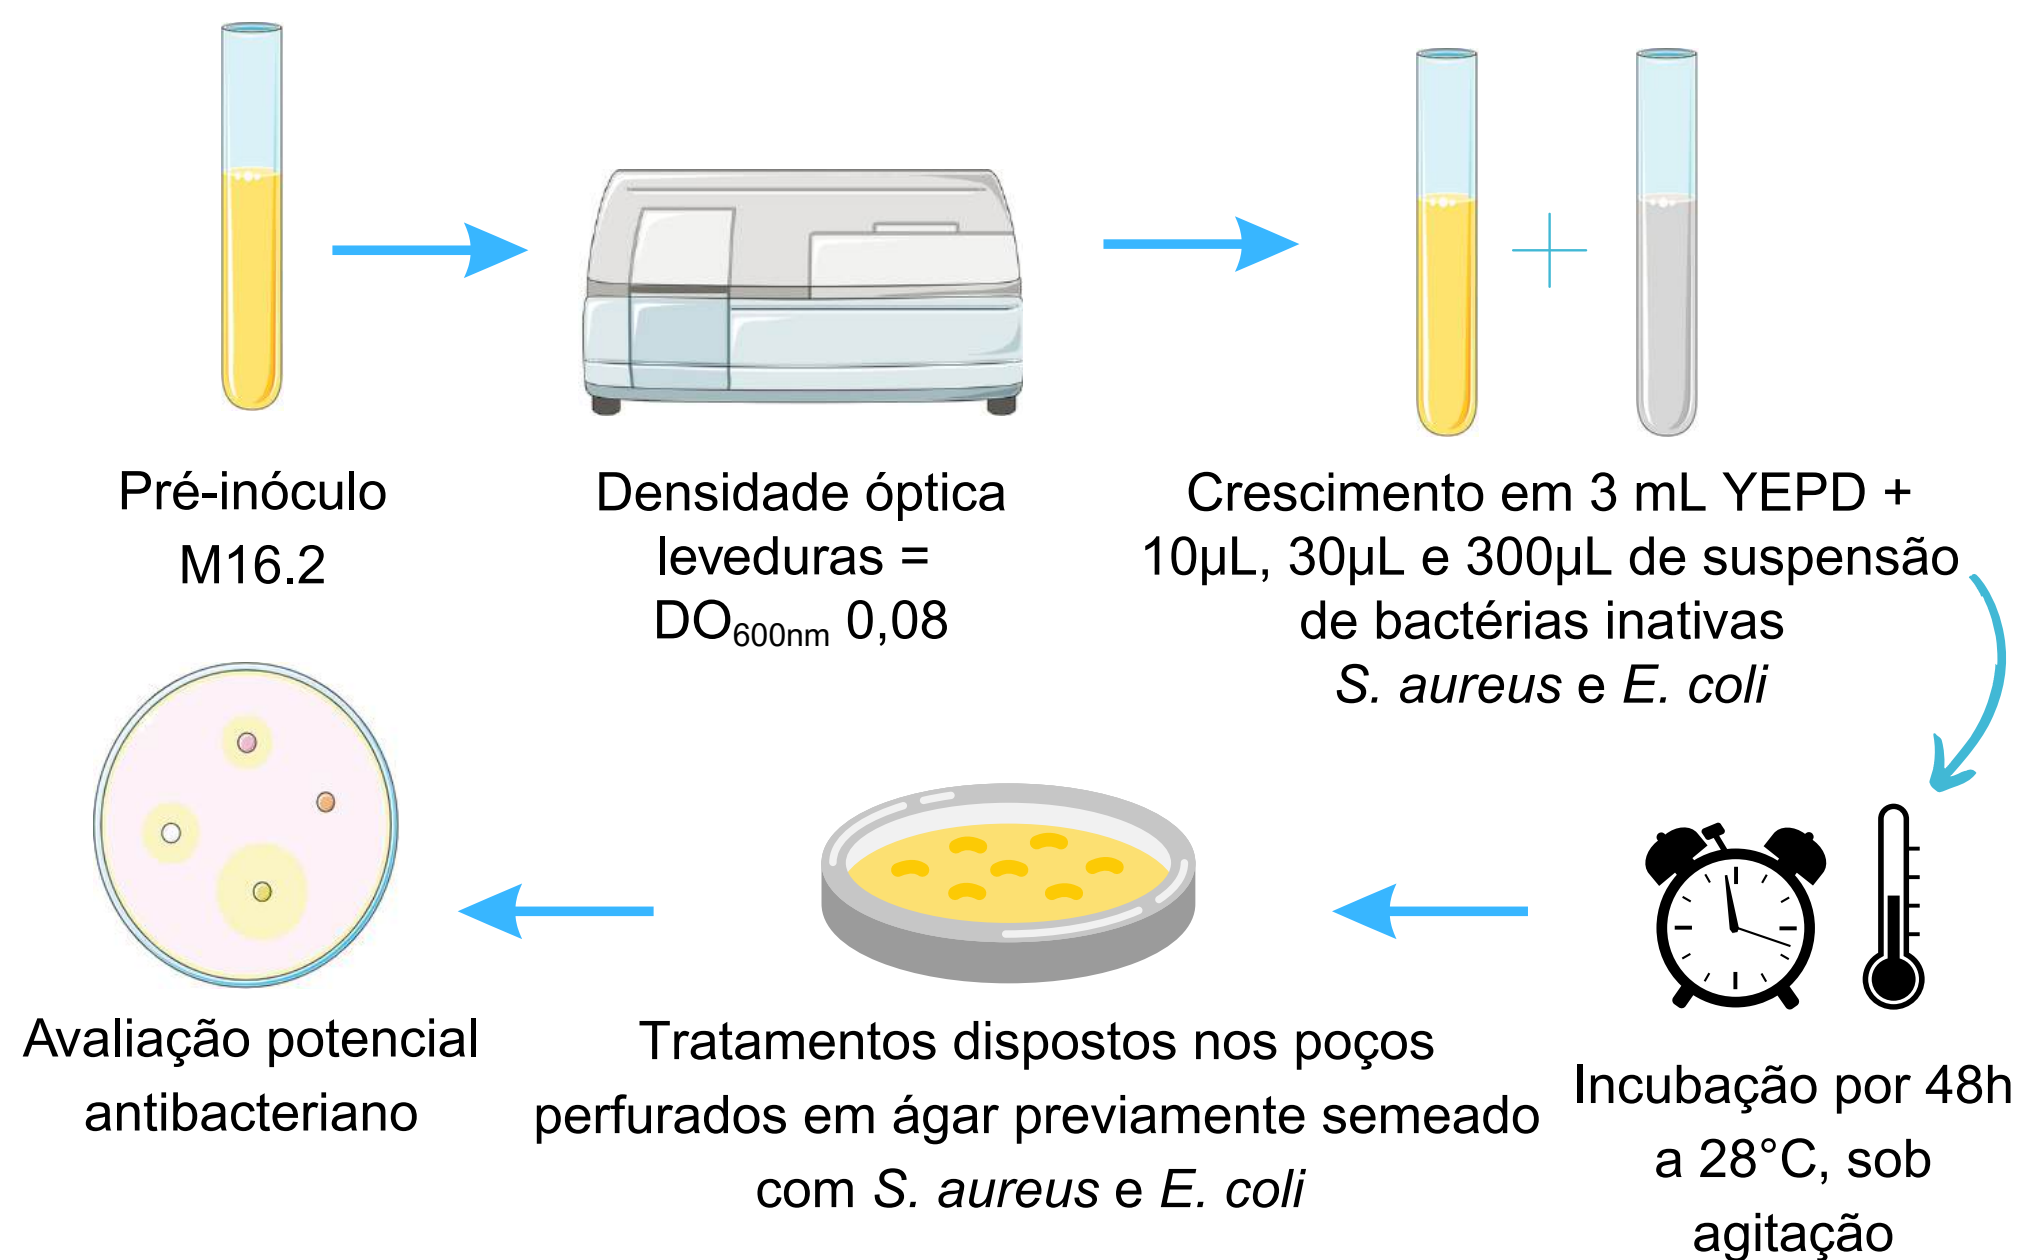 Pré-inóculo
M16.2
Densidade óptica
leveduras =
DO600nm 0,08
Crescimento em 3 mL YEPD +
10µL, 30µL e 300µL de suspensão
de bactérias inativas
S. aureus e E. coli
Incubação por 48h
a 28°C, sob
agitação
Tratamentos dispostos nos poços
perfurados em ágar previamente semeado
com S. aureus e E. coli
Avaliação potencial
antibacteriano